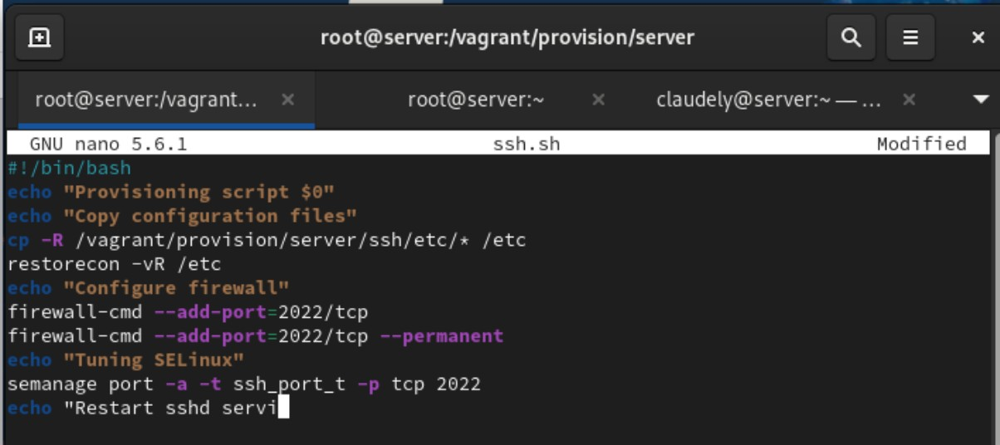 root@server:/vagrant/provision/server
root@server:/vagrant... root@server:~ claudely@server:~ — ...
GNU nano 5.6.1 ssh.sh Modified
#!/bin/bash
echo "Provisioning script $0"
echo "Copy configuration files"
cp -R /vagrant/provision/server/ssh/etc/* /etc
restorecon -vR /etc
echo "Configure firewall"
firewall-cmd --add-port=2022/tcp
firewall-cmd --add-port=2022/tcp --permanent
echo "Tuning SELinux"
semanage port -a -t ssh_port_t -p tcp 2022
echo "Restart sshd servi